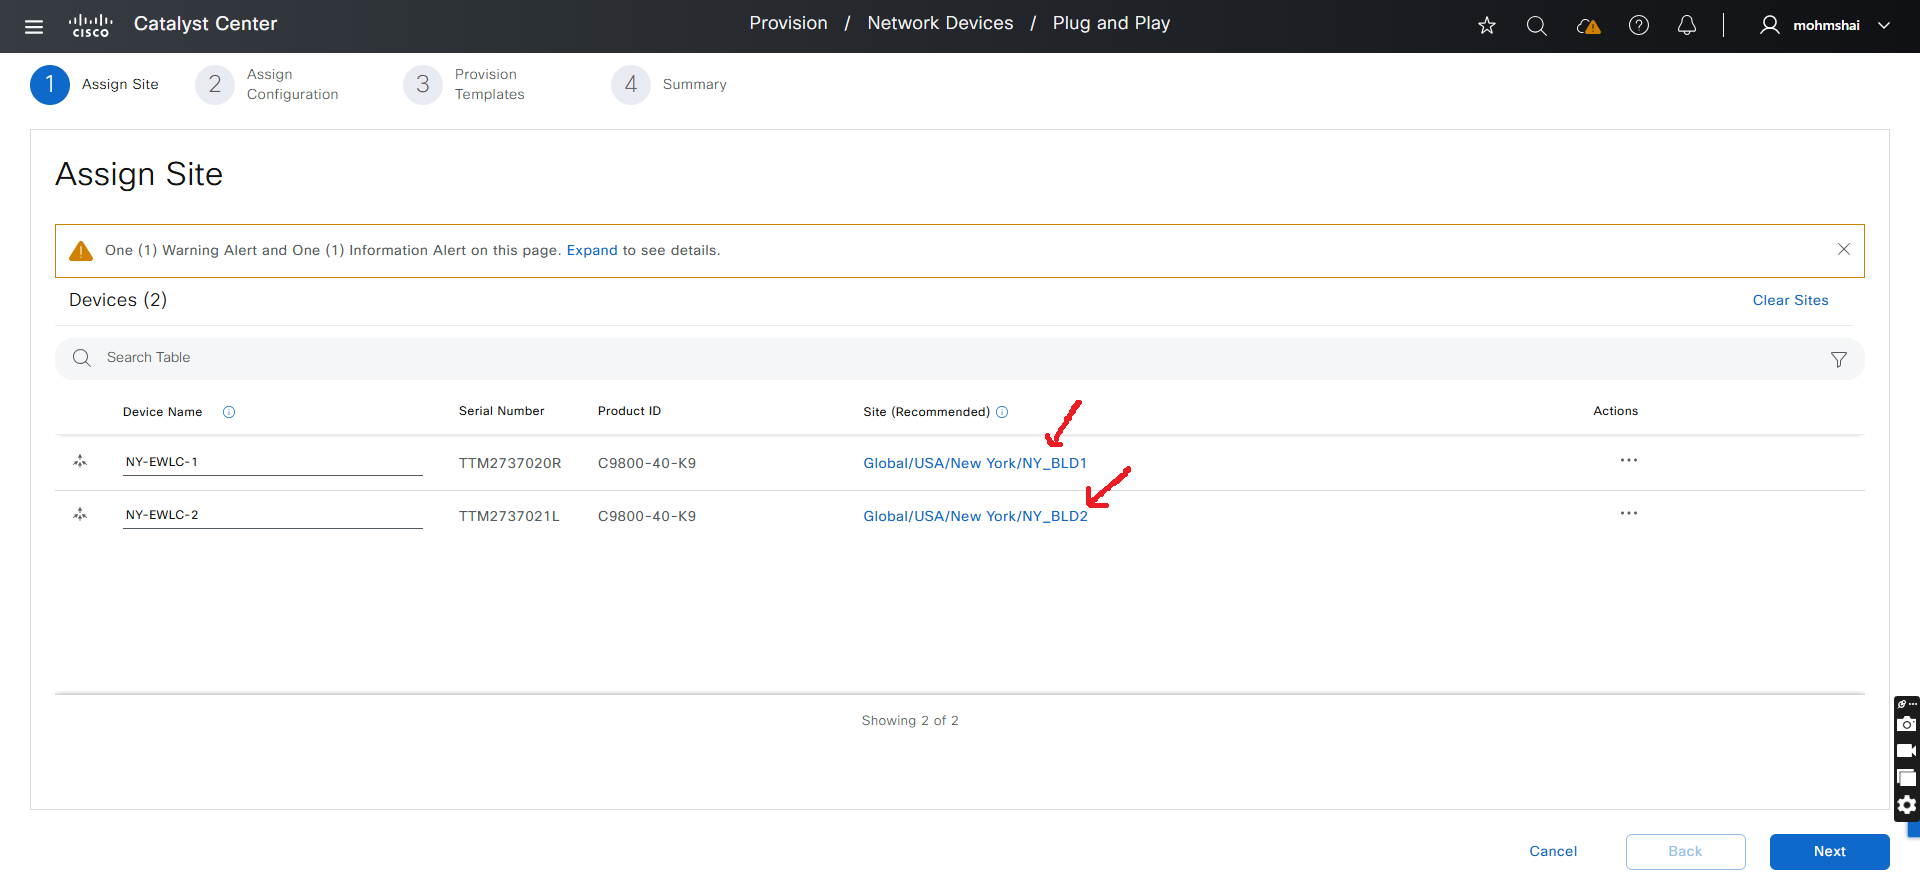 cisco Catalyst Center
Provision / Network Devices / Plug and Play
mohmshai
1 Assign Site
2 Assign Configuration
3 Provision Templates
4 Summary
Assign Site
One (1) Warning Alert and One (1) Information Alert on this page. Expand to see details.
Devices (2)
Clear Sites
Search Table
Device Name Serial Number Product ID Site (Recommended) Actions
NY-EWLC-1 TTM2737020R C9800-40-K9 Global/USA/New York/NY_BLD1
NY-EWLC-2 TTM2737021L C9800-40-K9 Global/USA/New York/NY_BLD2
Showing 2 of 2
Cancel Back Next